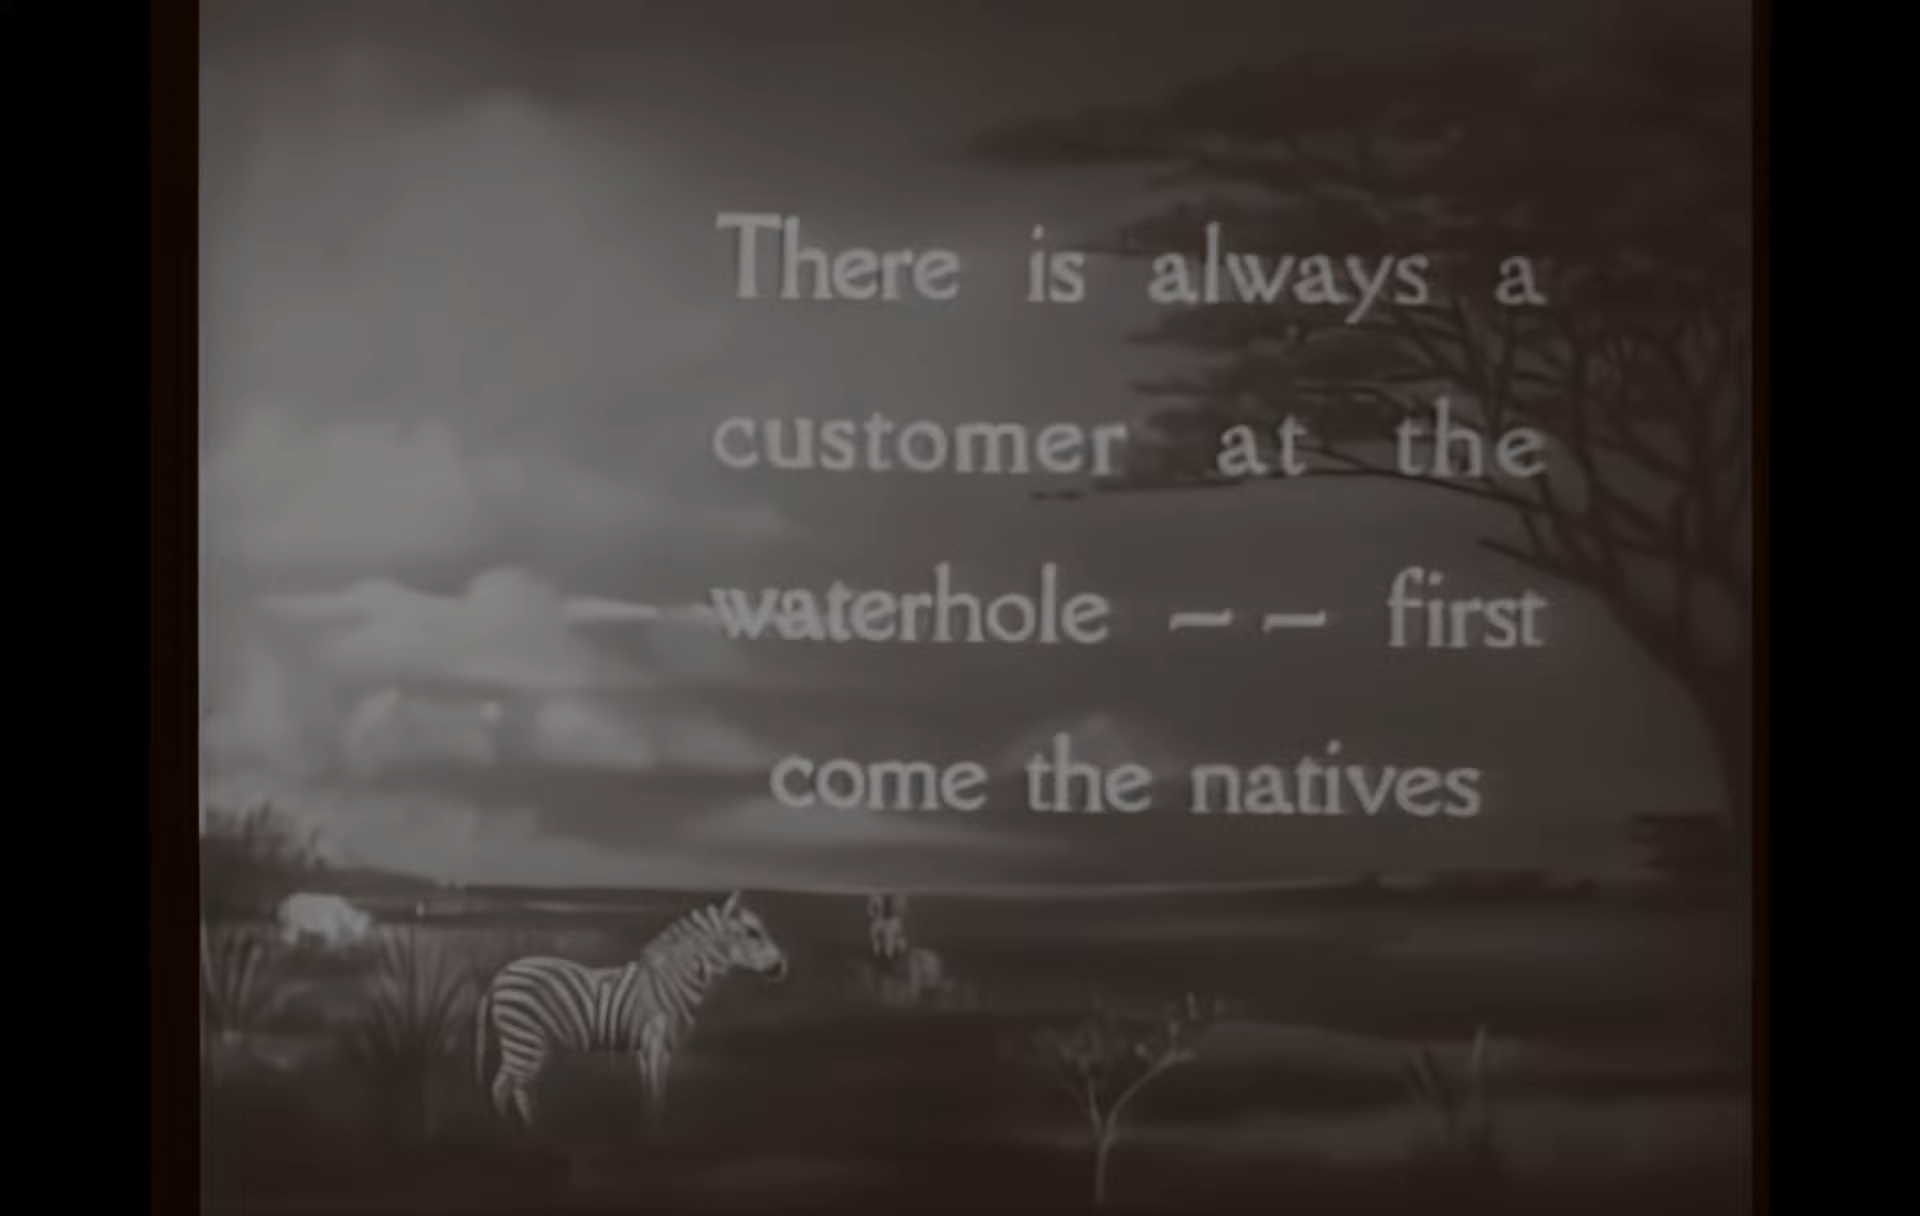 There is always a
customer at the
waterhole -- first
come the natives